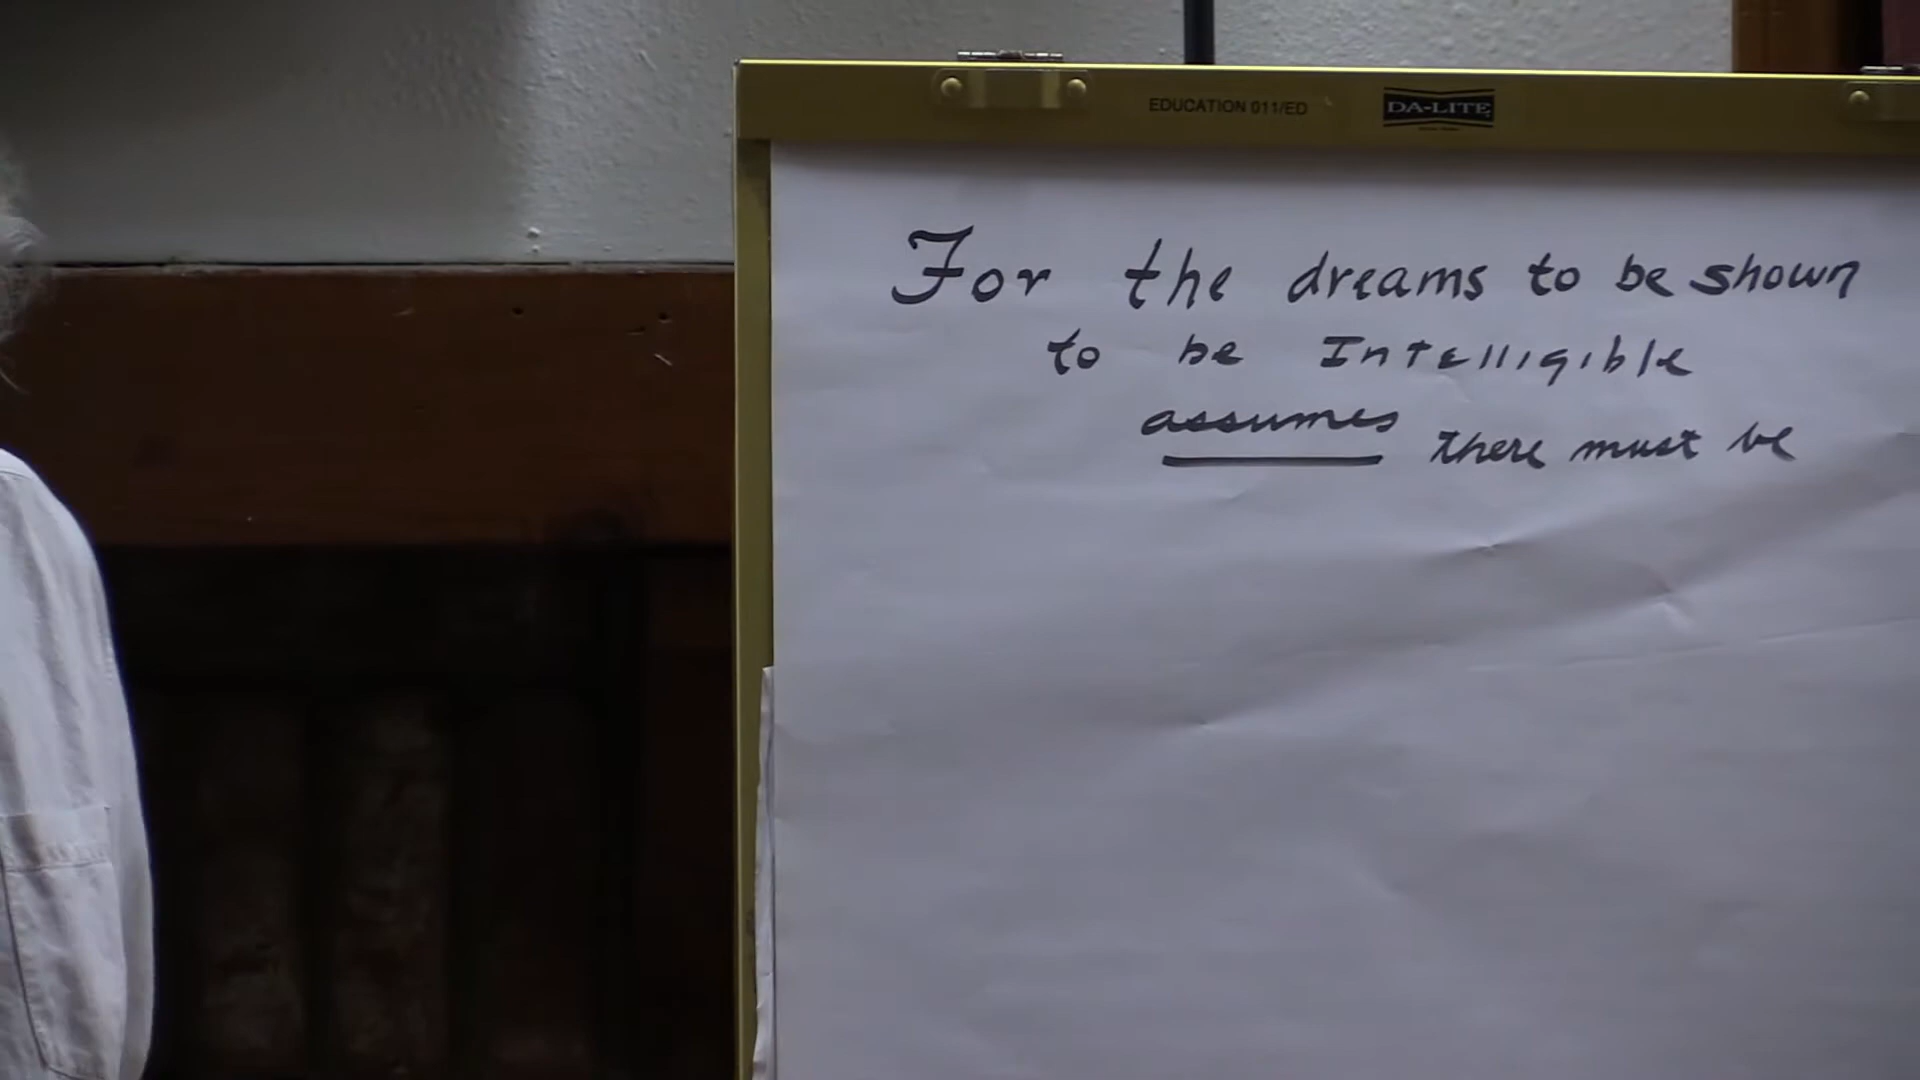 EDUCATION 011/ED DA-LITE
For the dreams to be shown
to be Intelligible
assumes there must be